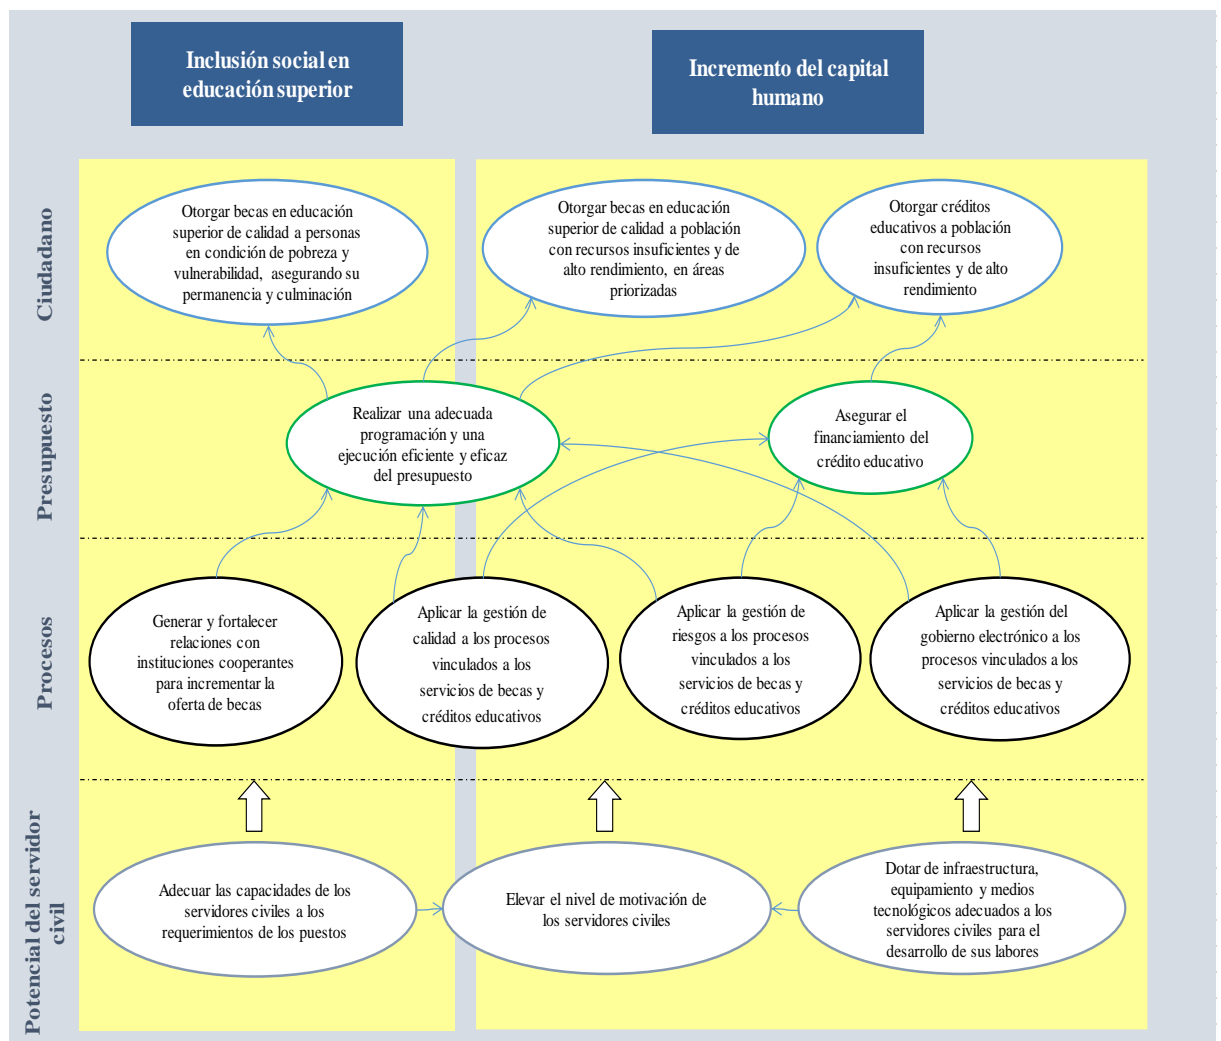 Inclusión social en
educación superior
Incremento del capital
humano
Ciudadano
Otorgar becas en educación
superior de calidad a personas
en condición de pobreza y
vulnerabilidad, asegurando su
permanencia y culminación
Otorgar becas en educación
superior de calidad a población
con recursos insuficientes y de
alto rendimiento, en áreas
priorizadas
Otorgar créditos
educativos a población
con recursos
insuficientes y de alto
rendimiento
Presupuesto
Realizar una adecuada
programación y una
ejecución eficiente y eficaz
del presupuesto
Asegurar el
financiamiento del
crédito educativo
Procesos
Generar y fortalecer
relaciones con
instituciones cooperantes
para incrementar la
oferta de becas
Aplicar la gestión de
calidad a los procesos
vinculados a los
servicios de becas y
créditos educativos
Aplicar la gestión de
riesgos a los procesos
vinculados a los
servicios de becas y
créditos educativos
Aplicar la gestión del
gobierno electrónico a los
procesos vinculados a los
servicios de becas y
créditos educativos
Potencial del servidor
civil
Adecuar las capacidades de los
servidores civiles a los
requerimientos de los puestos
Elevar el nivel de motivación de
los servidores civiles
Dotar de infraestructura,
equipamiento y medios
tecnológicos adecuados a los
servidores civiles para el
desarrollo de sus labores